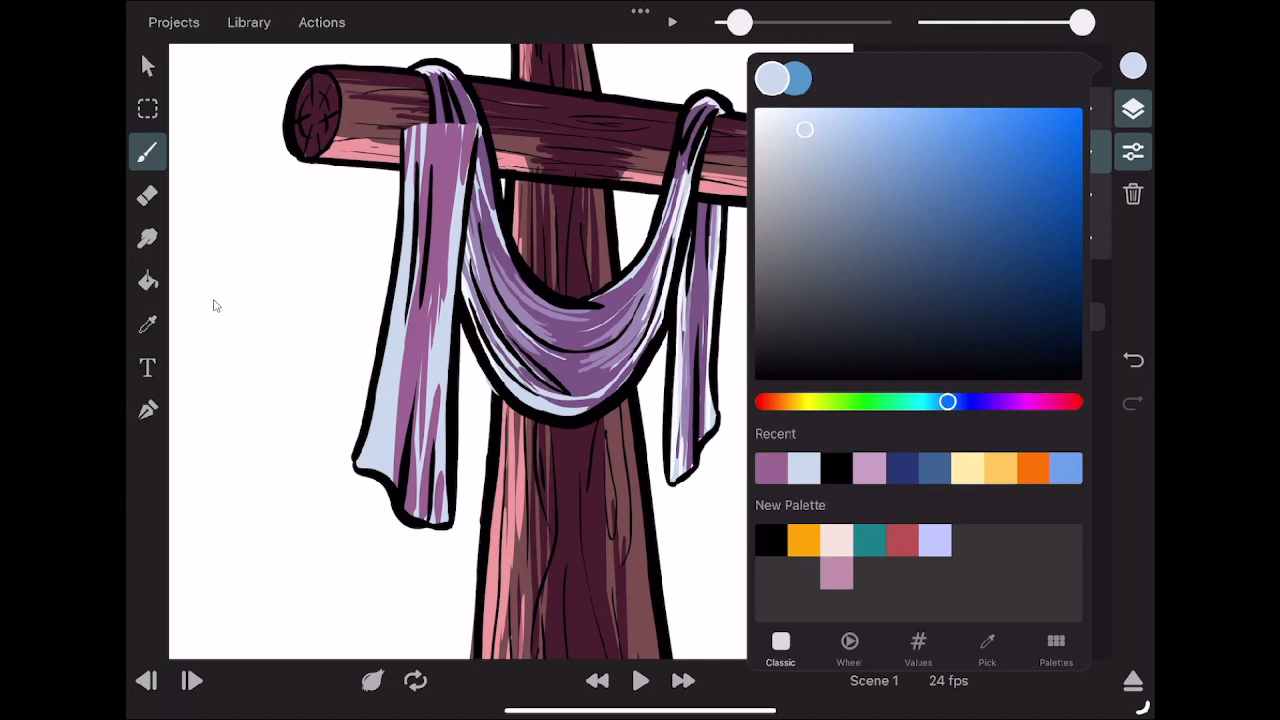 Projects Library Actions
Recent
New Palette
T
Classic Wheel Values Pick Palettes
Scene 1 24 fps